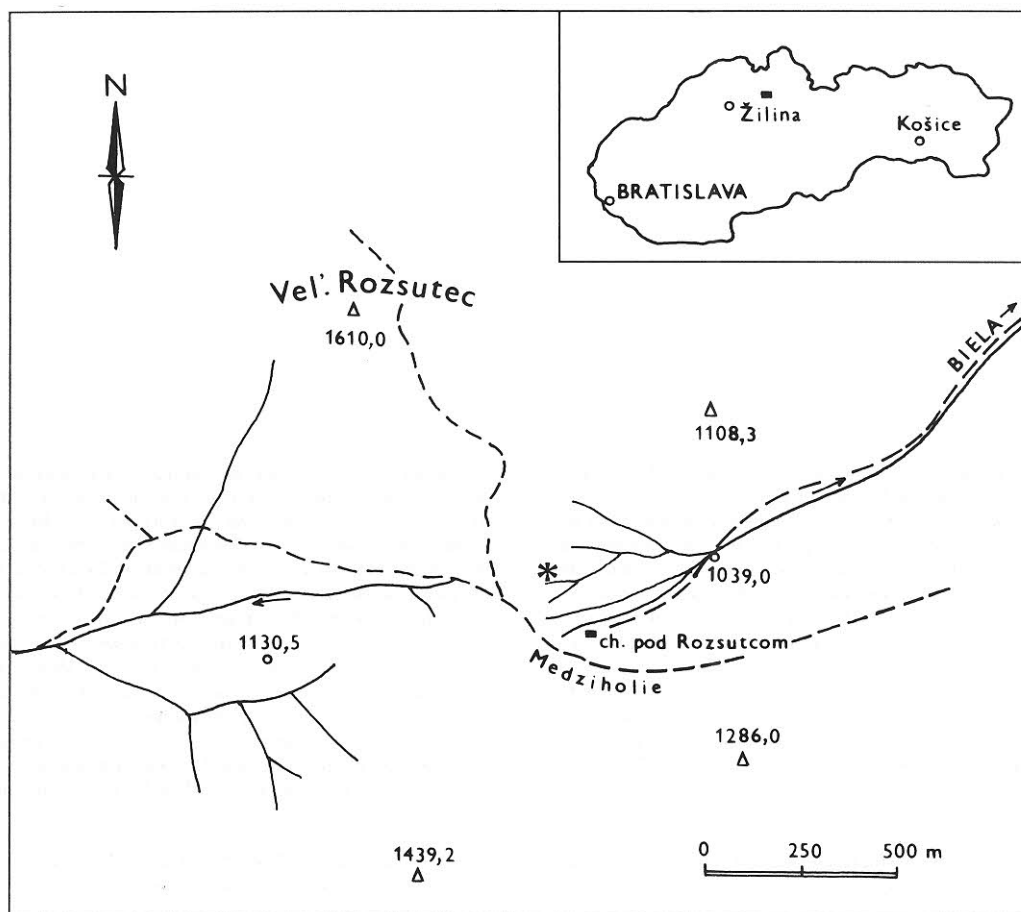 N
Žilina
Košice
BRATISLAVA
Veľ. Rozsutec
1610,0
BIELA
1108,3
1039,0
1130,5
ch. pod Rozsutcom
Medziholie
1286,0
1439,2
0 250 500 m